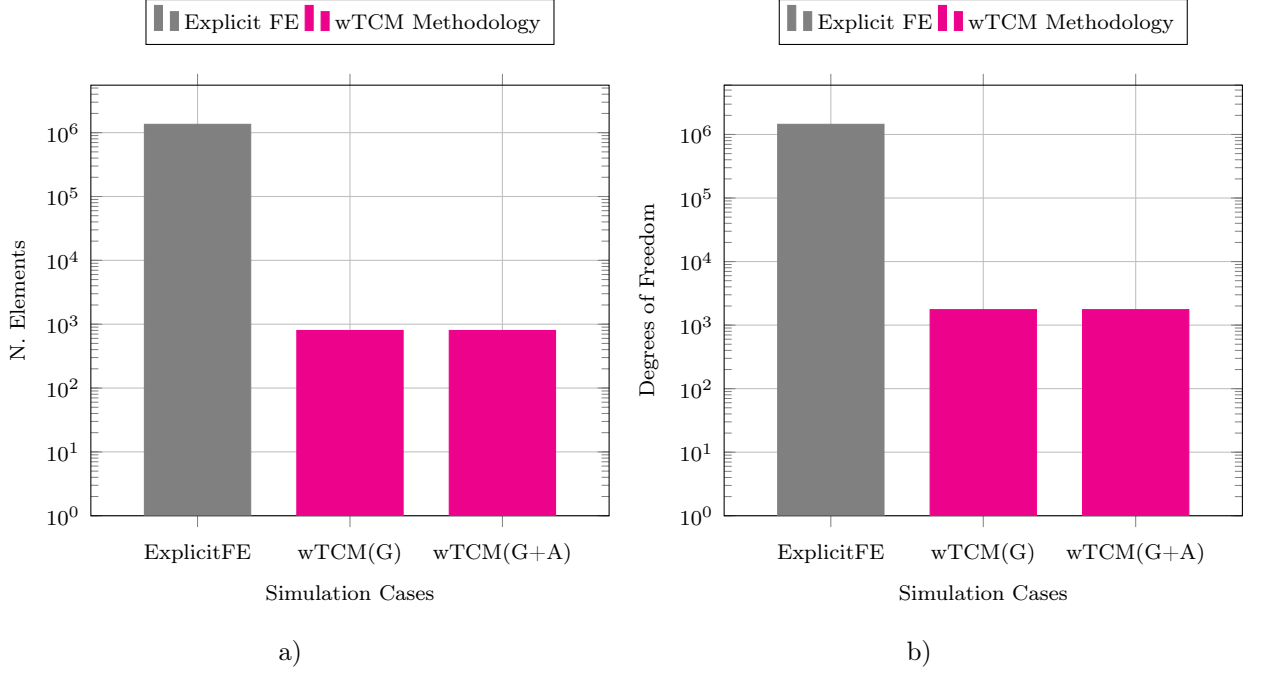 Explicit FE wTCM Methodology
10^6
10^5
10^4
10^3
10^2
10^1
10^0
N. Elements
ExplicitFE wTCM(G) wTCM(G+A)
Simulation Cases
a)
Explicit FE wTCM Methodology
10^6
10^5
10^4
10^3
10^2
10^1
10^0
Degrees of Freedom
ExplicitFE wTCM(G) wTCM(G+A)
Simulation Cases
b)